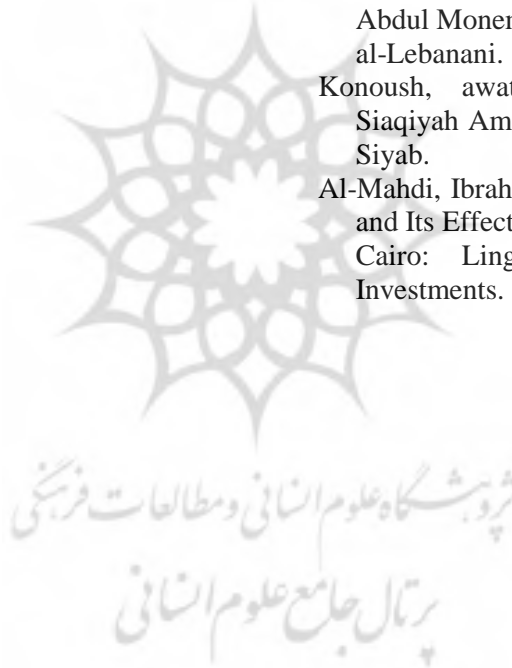 Abdul Monem
al-Lebanani.
Konoush, awat
Siaqiyah Am
Siyab.
Al-Mahdi, Ibrah
and Its Effect
Cairo: Ling
Investments.
پژوهشگاه علوم انسانی و مطالعات فرهنگی
پرتال جامع علوم انسانی